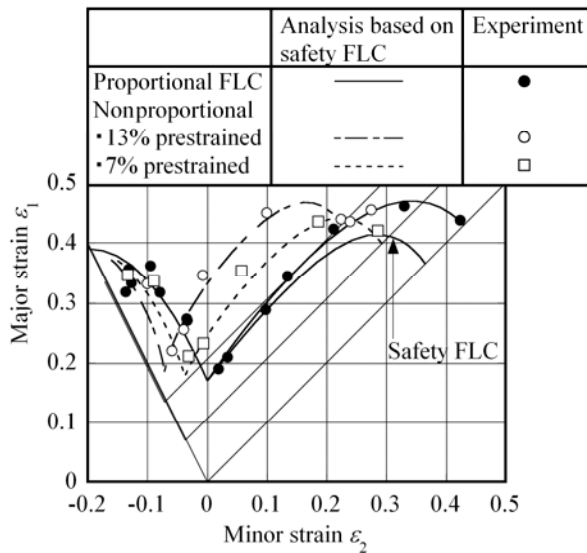 Analysis based on safety FLC
Experiment
Proportional FLC
Nonproportional
・13% prestrained
・7% prestrained
0.5
0.4
0.3
0.2
0.1
0
Major strain ε1
Safety FLC
-0.2 -0.1 0 0.1 0.2 0.3 0.4 0.5
Minor strain ε2